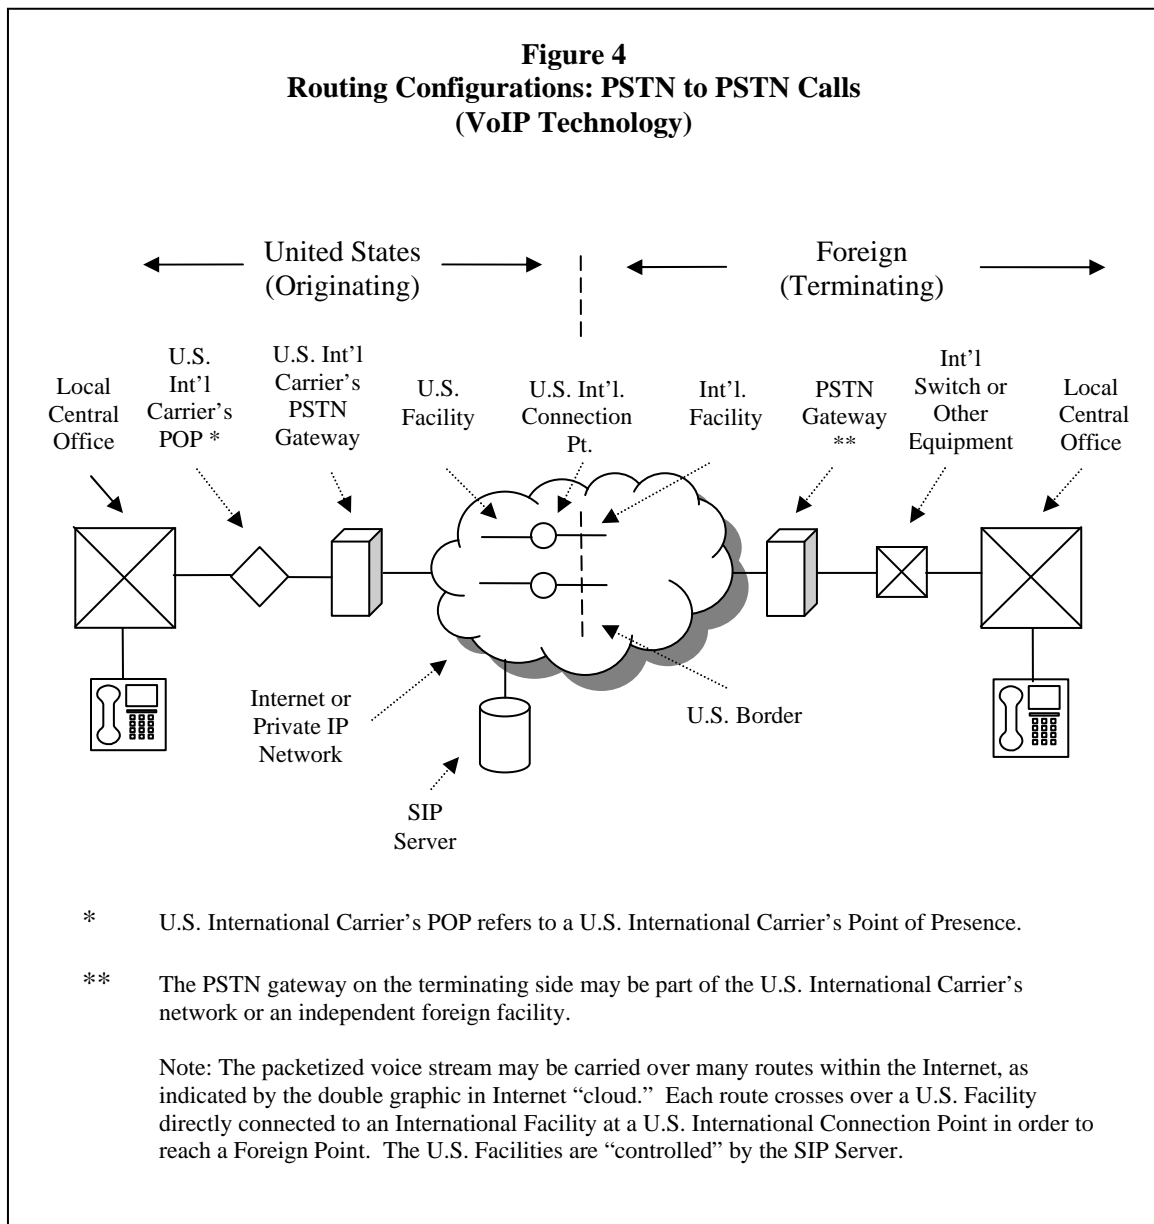 Figure 4
Routing Configurations: PSTN to PSTN Calls
(VoIP Technology)
United States
(Originating)
Foreign
(Terminating)
Local
Central
Office
U.S.
Int’l
Carrier's
POP *
U.S. Int’l
Carrier's
PSTN
Gateway
U.S.
Facility
U.S. Int’l.
Connection
Pt.
Int’l.
Facility
PSTN
Gateway
**
Int’l
Switch or
Other
Equipment
Local
Central
Office
Internet or
Private IP
Network
U.S. Border
SIP
Server
* U.S. International Carrier’s POP refers to a U.S. International Carrier’s Point of Presence.
** The PSTN gateway on the terminating side may be part of the U.S. International Carrier’s
network or an independent foreign facility.
Note: The packetized voice stream may be carried over many routes within the Internet, as
indicated by the double graphic in Internet “cloud.” Each route crosses over a U.S. Facility
directly connected to an International Facility at a U.S. International Connection Point in order to
reach a Foreign Point. The U.S. Facilities are “controlled” by the SIP Server.